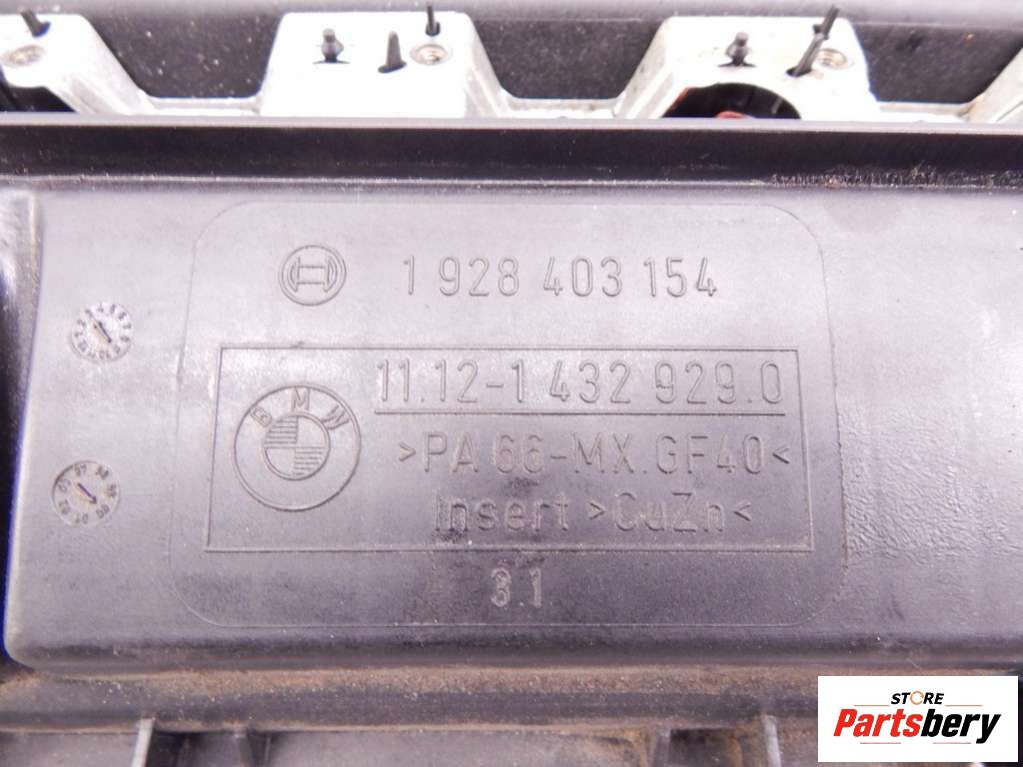 1 928 403 154
11.12-1 432 929.0
BMW
>PA 66-MX.GF40<
Insert >CuZn<
3.1
STORE
Partsbery